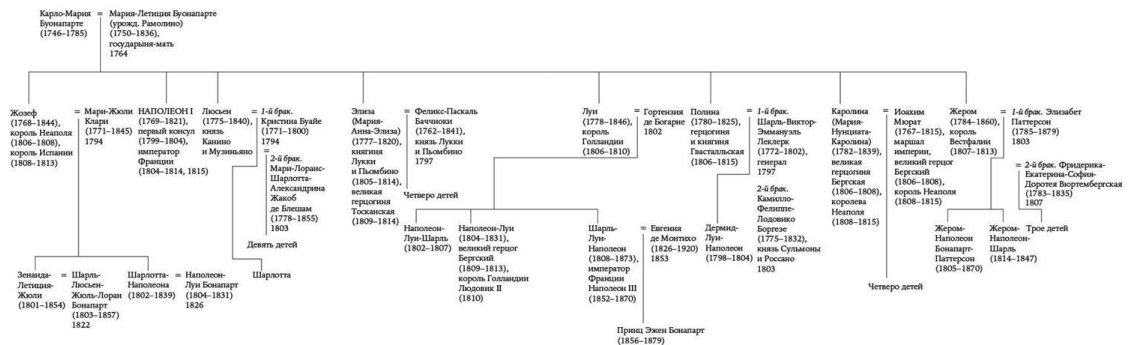 Карло-Мария
Буонапарте
(1746–1785)
=
Мария-Летиция Буонапарте
(урожд. Рамолино)
(1750–1836),
государыня-мать
1764
Жозеф
(1768–1844),
король Неаполя
(1806–1808),
король Испании
(1808–1813)
=
Мари-Жюли
Клари
(1771–1845)
1794
НАПОЛЕОН I
(1769–1821),
первый консул
(1799–1804),
император
Франции
(1804–1814, 1815)
Люсьен
(1775–1840),
князь
Канино
и Музиньяно
=
1-й брак.
Кристина Буайе
(1771–1800)
1794
=
2-й брак.
Мари-Лоранс-
Шарлотта-
Александрина
Жакоб
де Блешам
(1778–1855)
1803
Девять детей
Элиза
(Мария-
Анна-Элиза)
(1777–1820),
княгиня
Лукки
и Пьомбино
(1805–1814),
великая
герцогиня
Тосканская
(1809–1814)
=
Феликс-Паскаль
Баччиокки
(1762–1841),
князь Лукки
и Пьомбино
1797
Четверо детей
Луи
(1778–1846),
король
Голландии
(1806–1810)
=
Гортензия
де Богарне
1802
Полина
(1780–1825),
герцогиня
и княгиня
Гвасталльская
(1806–1815)
=
1-й брак.
Шарль-Виктор-
Эммануэль
Леклерк
(1772–1802),
генерал
1797
2-й брак.
Камилло-
Филиппе-
Лодовико
Боргезе
(1775–1832),
князь Сульмоны
и Россано
1803
Каролина
(Мария-
Нунциата-
Каролина)
(1782–1839),
великая
герцогиня
Бергская
(1806–1808),
королева
Неаполя
(1808–1815)
=
Иоахим
Мюрат
(1767–1815),
маршал
империи,
великий герцог
Бергский
(1806–1808),
король Неаполя
(1808–1815)
Жером
(1784–1860),
король
Вестфалии
(1807–1813)
=
1-й брак. Элизабет
Паттерсон
(1785–1879)
1803
=
2-й брак. Фридерика-
Екатерина-София-
Доротея Вюртембергская
(1783–1835)
1807
Трое детей
Зенаида-
Летиция-
Жюли
(1801–1854)
=
Шарль-
Люсьен-
Жюль-Лоран
Бонапарт
(1803–1857)
1822
Шарлотта-
Наполеона
(1802–1839)
=
Наполеон-
Луи Бонапарт
(1804–1831)
1826
Шарлотта
Наполеон-
Луи-Шарль
(1802–1807)
Наполеон-Луи
(1804–1831),
великий герцог
Бергский
(1809–1813),
король Голландии
Людовик II
(1810)
Шарль-
Луи-
Наполеон
(1808–1873),
император
Франции
Наполеон III
(1852–1870)
=
Евгения
де Монтихо
(1826–1920)
1853
Принц Эжен Бонапарт
(1856–1879)
Дермид-
Луи-
Наполеон
(1798–1804)
Четверо детей
Жером-
Наполеон
Бонапарт-
Паттерсон
(1805–1870)
Жером-
Наполеон-
Шарль
(1814–1847)